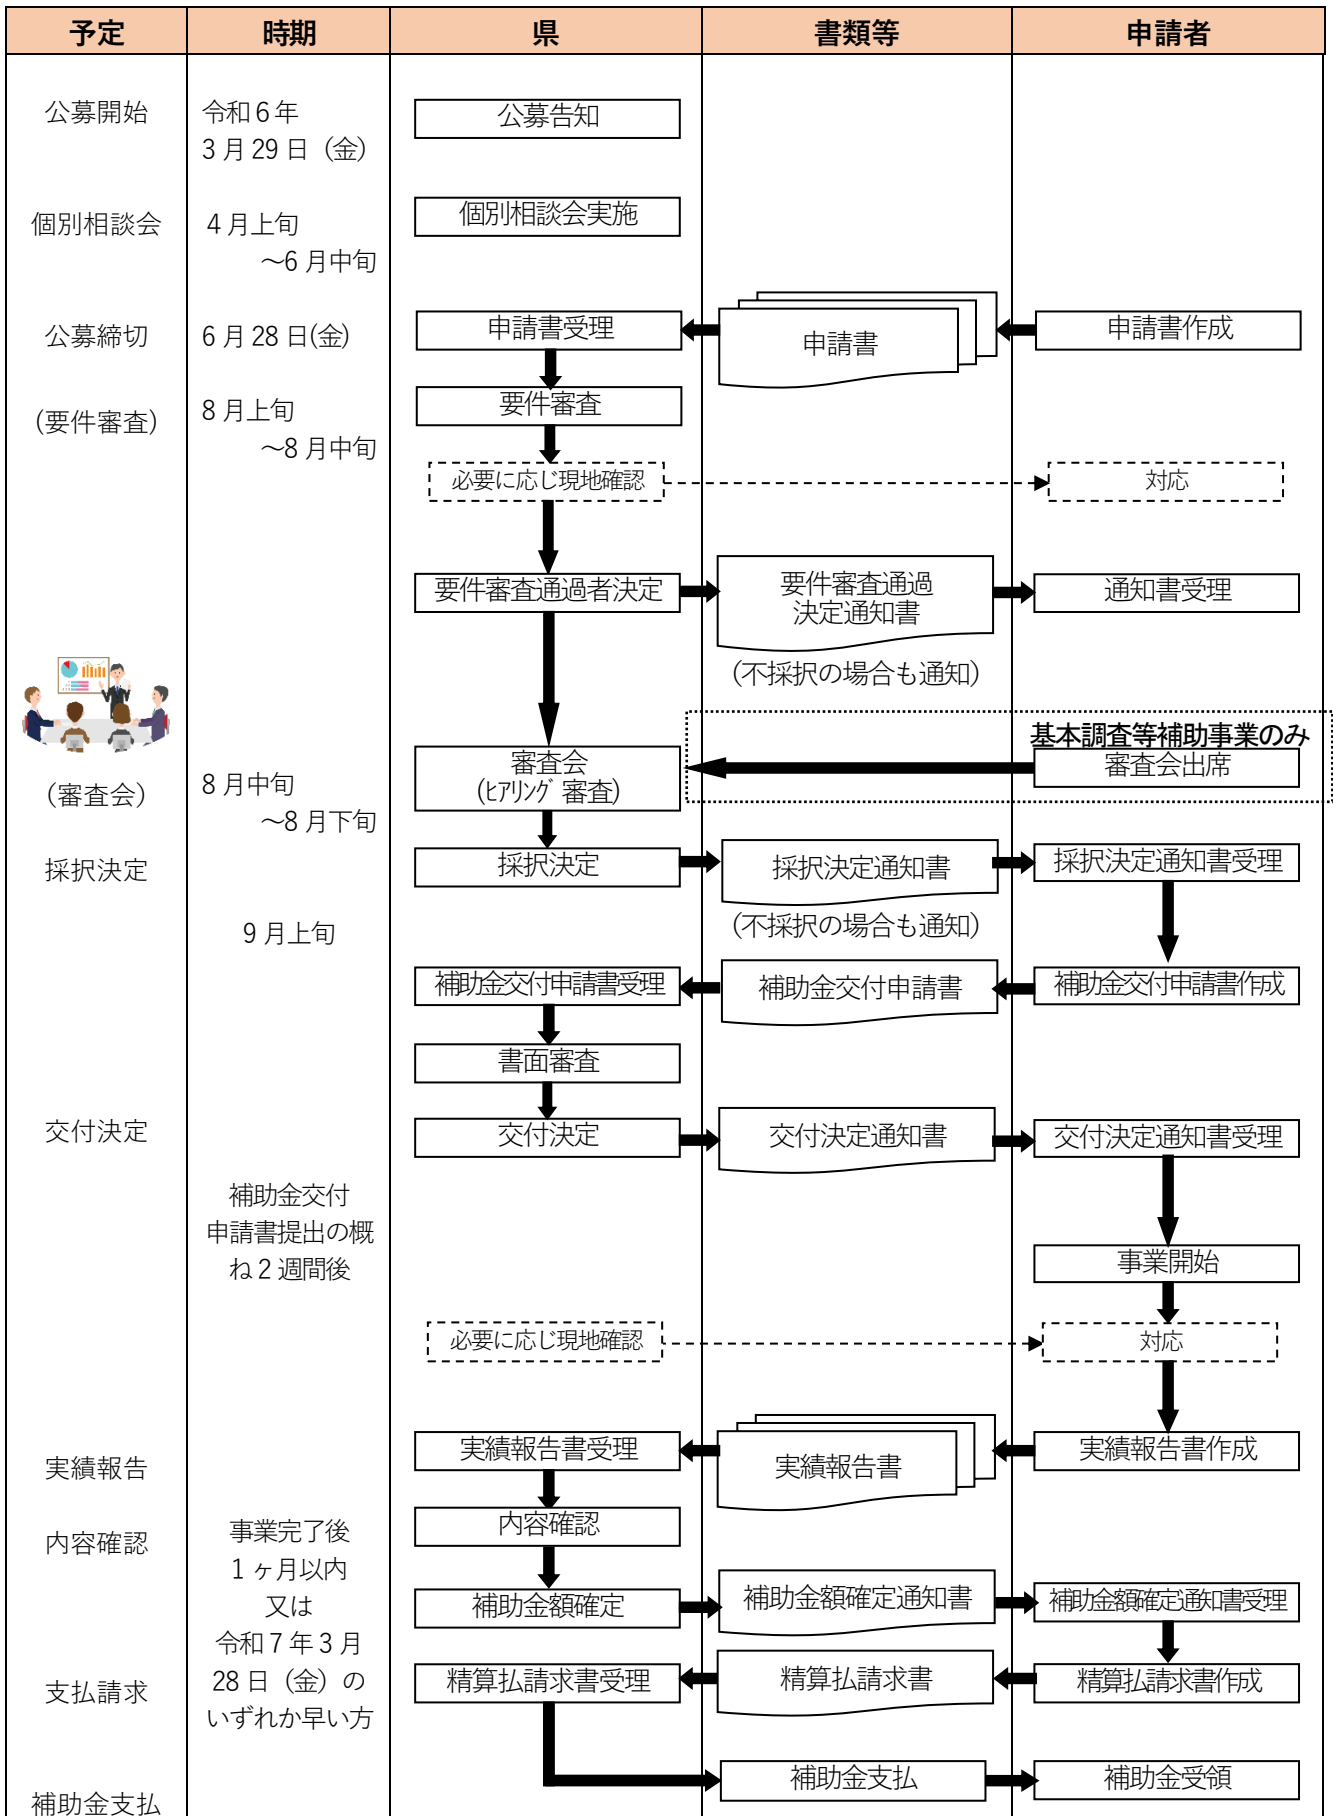 予定 時期 県 書類等 申請者
公募開始 令和6年 公募告知
3月29日（金）
個別相談会 4月上旬 個別相談会実施
～6月中旬
公募締切 6月28日(金) 申請書受理 申請書 申請書作成
（要件審査） 8月上旬 要件審査
～8月中旬
必要に応じ現地確認 対応
要件審査通過者決定 要件審査通過 通知書受理
決定通知書
（不採択の場合も通知）
基本調査等補助事業のみ
（審査会） 8月中旬 審査会 審査会出席
～8月下旬 (ﾋｱﾘﾝｸﾞ審査)
採択決定 採択決定 採択決定通知書 採択決定通知書受理
9月上旬 （不採択の場合も通知）
補助金交付申請書受理 補助金交付申請書 補助金交付申請書作成
書面審査
交付決定 交付決定 交付決定通知書 交付決定通知書受理
補助金交付
申請書提出の概
ね2週間後 事業開始
必要に応じ現地確認 対応
実績報告 実績報告書受理 実績報告書 実績報告書作成
内容確認 事業完了後 内容確認
1ヶ月以内
又は 補助金額確定 補助金額確定通知書 補助金額確定通知書受理
令和7年3月
支払請求 28日（金）の 精算払請求書受理 精算払請求書 精算払請求書作成
いずれか早い方
補助金支払 補助金支払 補助金受領